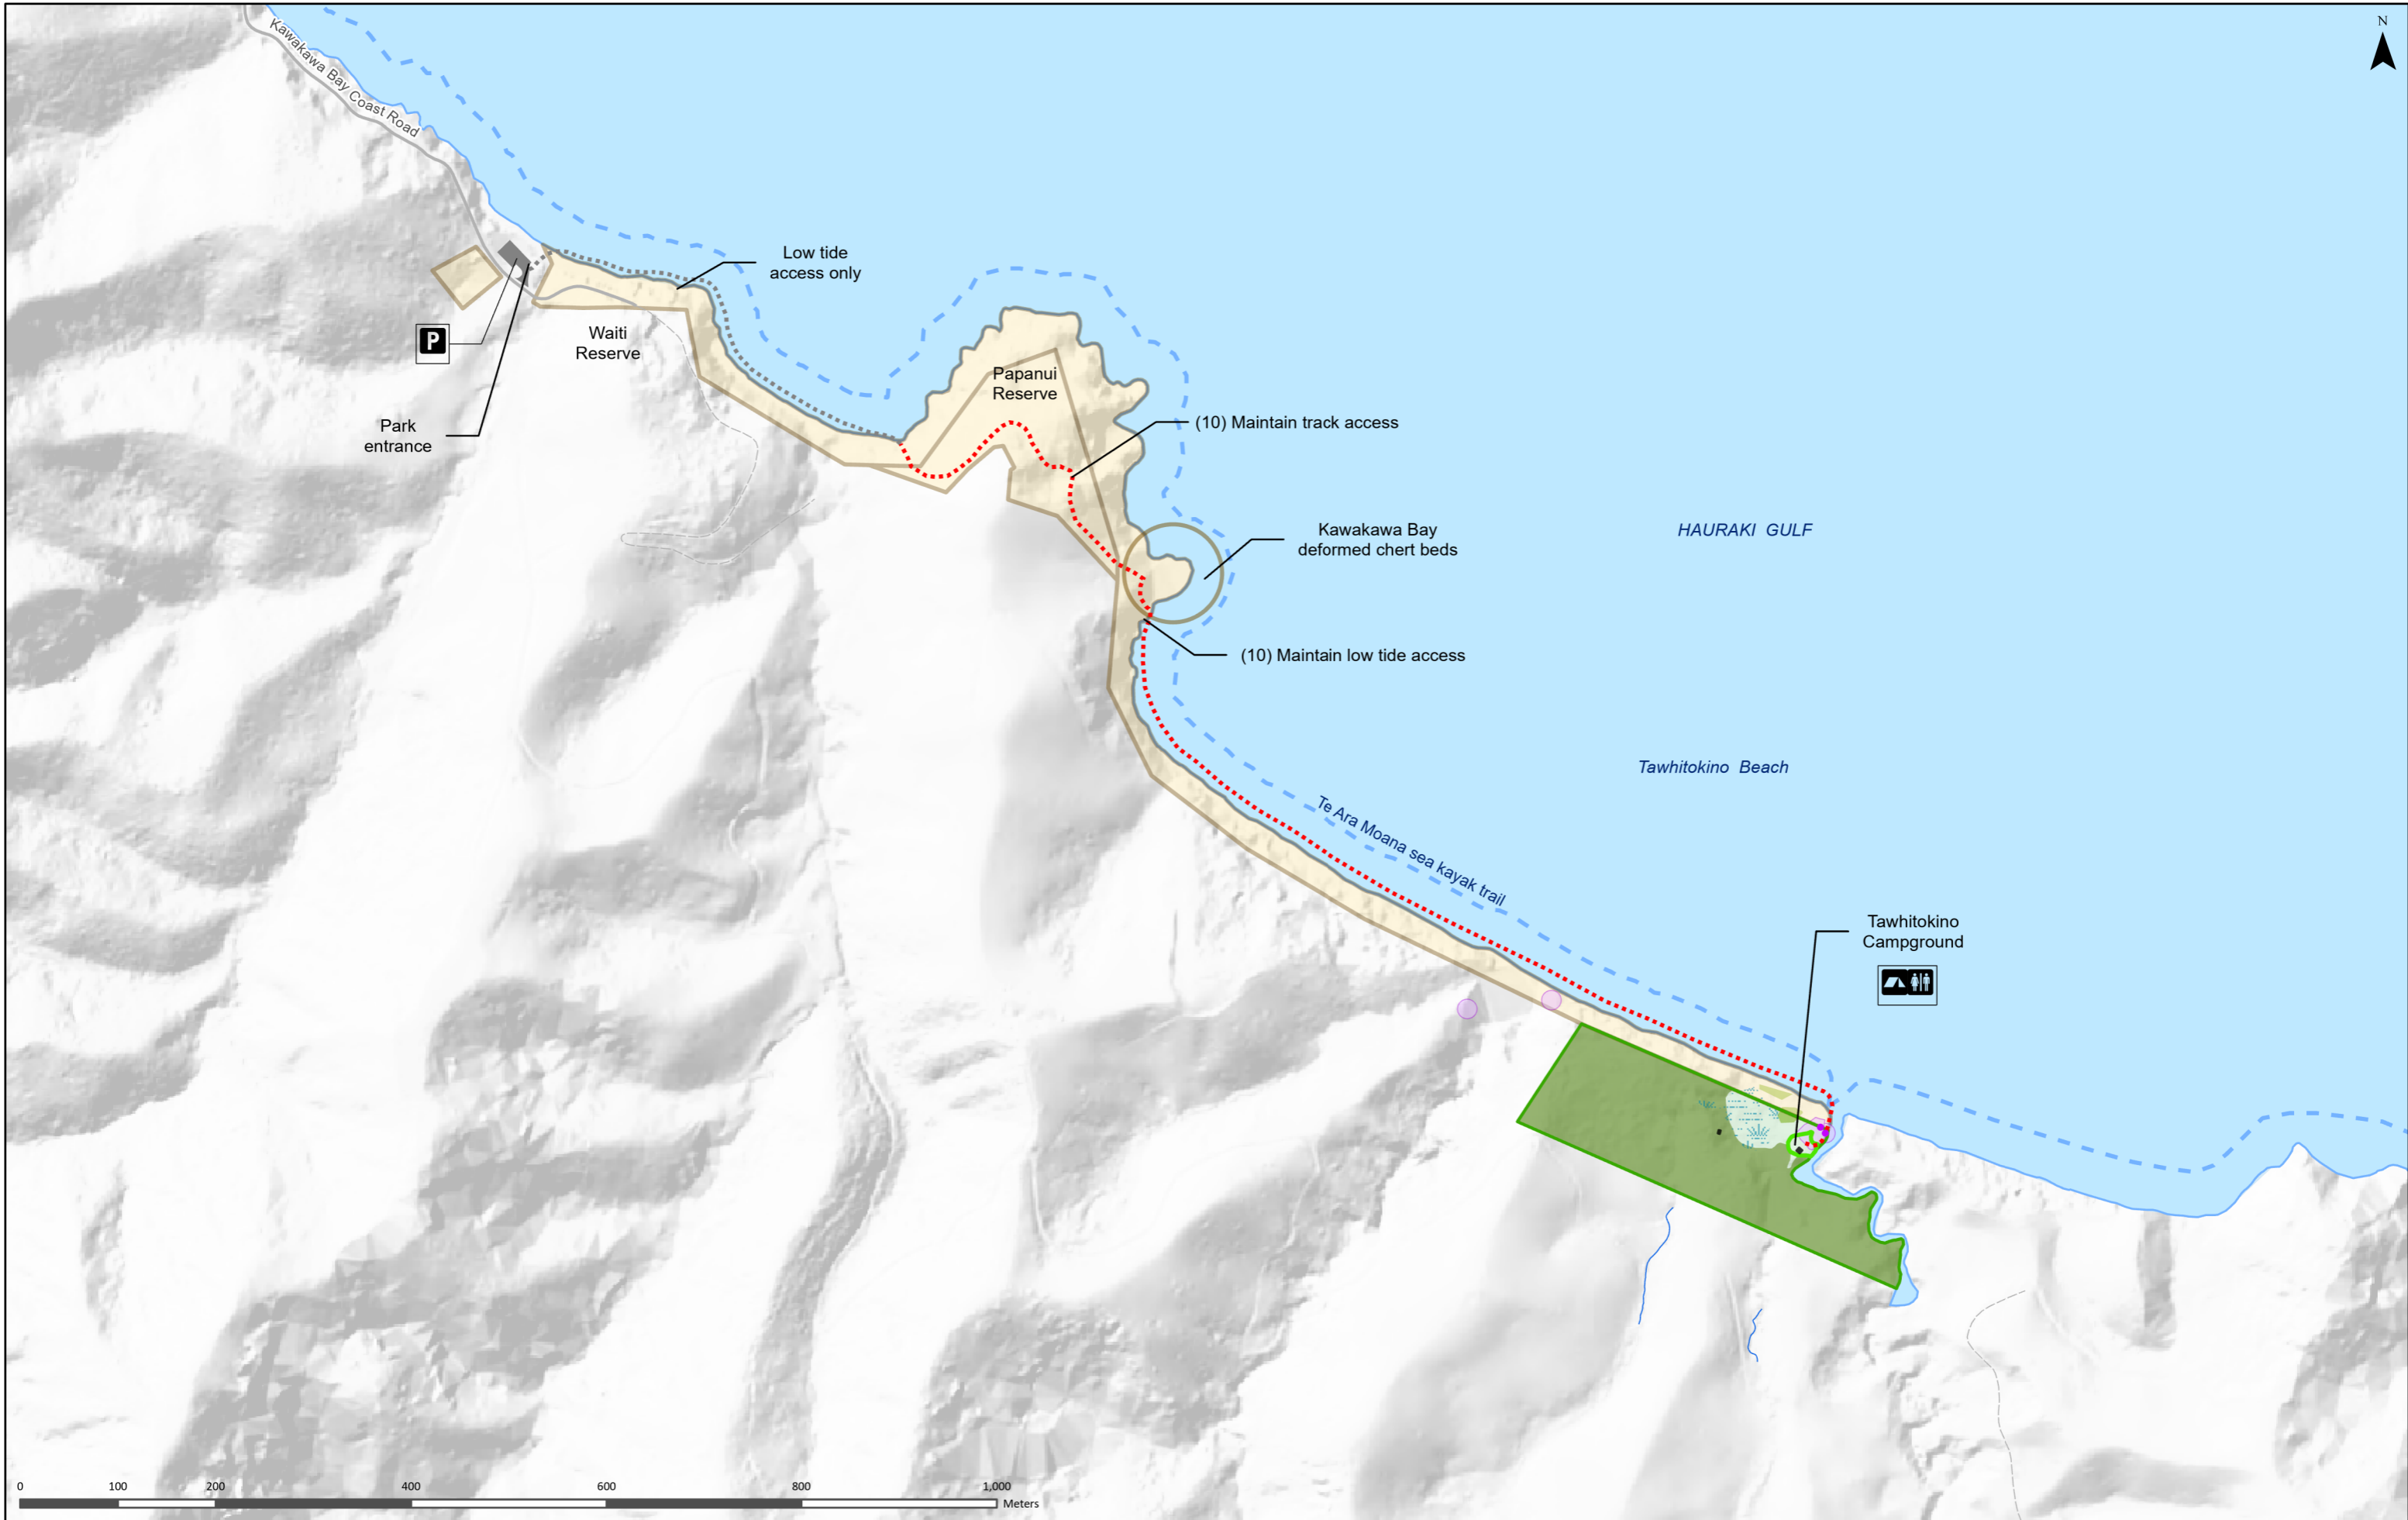 N
Kawakawa Bay Coast Road
Low tide
access only
Waiti
Reserve
P
Papanui
Reserve
Park
entrance
(10) Maintain track access
Kawakawa Bay
deformed chert beds
HAURAKI GULF
(10) Maintain low tide access
Tawhitokino Beach
Te Ara Moana sea kayak trail
Tawhitokino
Campground
0 100 200 400 600 800 1,000
Meters